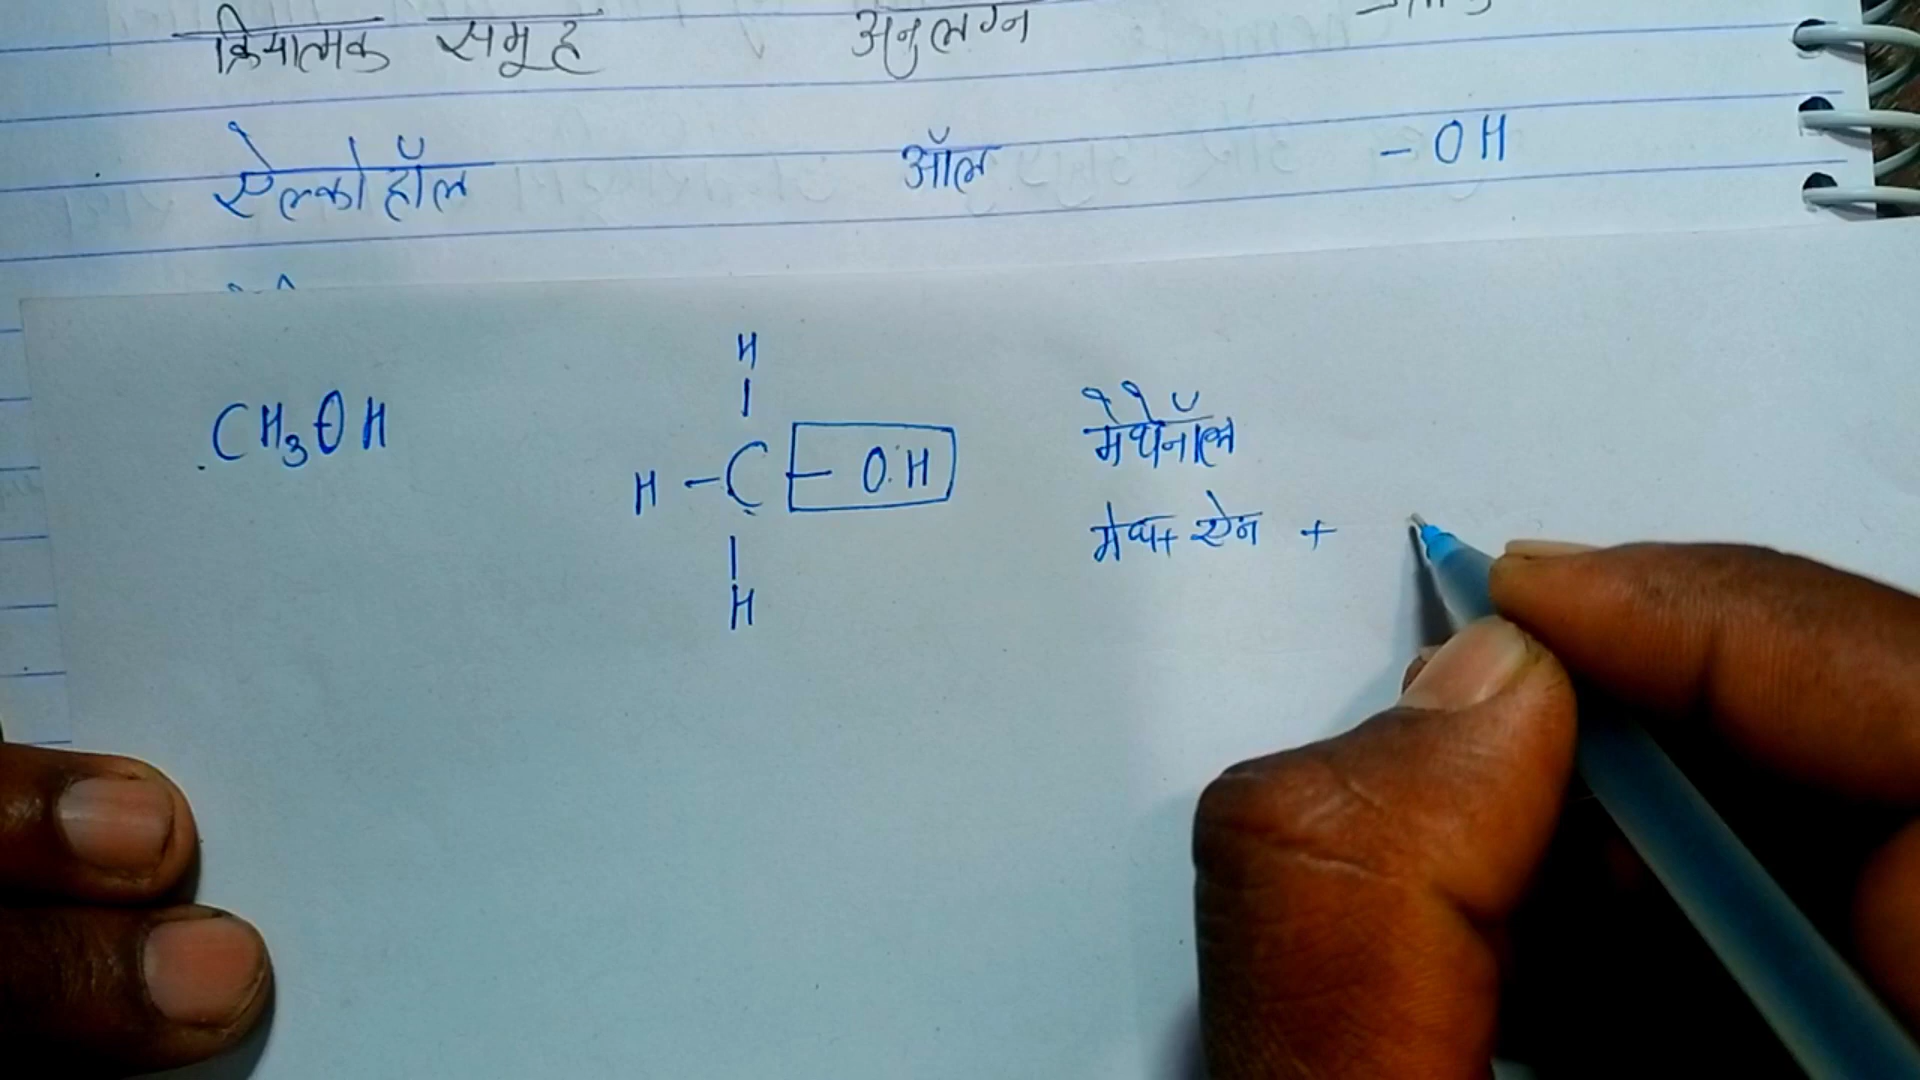 क्रियात्मक समूह अनुलग्न
ऐल्कोहॉल ऑल - OH
CH3OH
H
H - C - OH
H
मेथेनॉल
मेथ + ऐन +